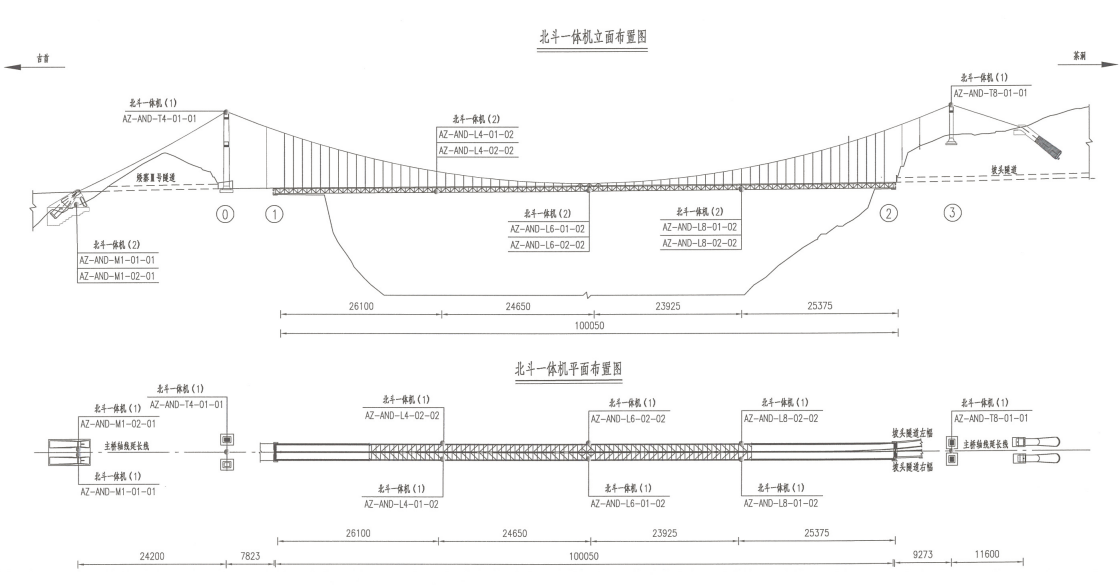 北斗一体机立面布置图
古首
茶洞
北斗一体机(1)
AZ-AND-T4-01-01
北斗一体机(2)
AZ-AND-L4-01-02
AZ-AND-L4-02-02
北斗一体机(1)
AZ-AND-T8-01-01
矮寨Ⅲ号隧道
坡头隧道
0
1
2
3
北斗一体机(2)
AZ-AND-M1-01-01
AZ-AND-M1-02-01
北斗一体机(2)
AZ-AND-L6-01-02
AZ-AND-L6-02-02
北斗一体机(2)
AZ-AND-L8-01-02
AZ-AND-L8-02-02
26100
24650
23925
25375
100050
北斗一体机平面布置图
北斗一体机(1)
AZ-AND-M1-02-01
北斗一体机(1)
AZ-AND-T4-01-01
北斗一体机(1)
AZ-AND-L4-02-02
北斗一体机(1)
AZ-AND-L6-02-02
北斗一体机(1)
AZ-AND-L8-02-02
北斗一体机(1)
AZ-AND-T8-01-01
主桥轴线延长线
坡头隧道左幅
坡头隧道右幅
主桥轴线延长线
北斗一体机(1)
AZ-AND-M1-01-01
北斗一体机(1)
AZ-AND-L4-01-02
北斗一体机(1)
AZ-AND-L6-01-02
北斗一体机(1)
AZ-AND-L8-01-02
26100
24650
23925
25375
24200
7823
100050
9273
11600